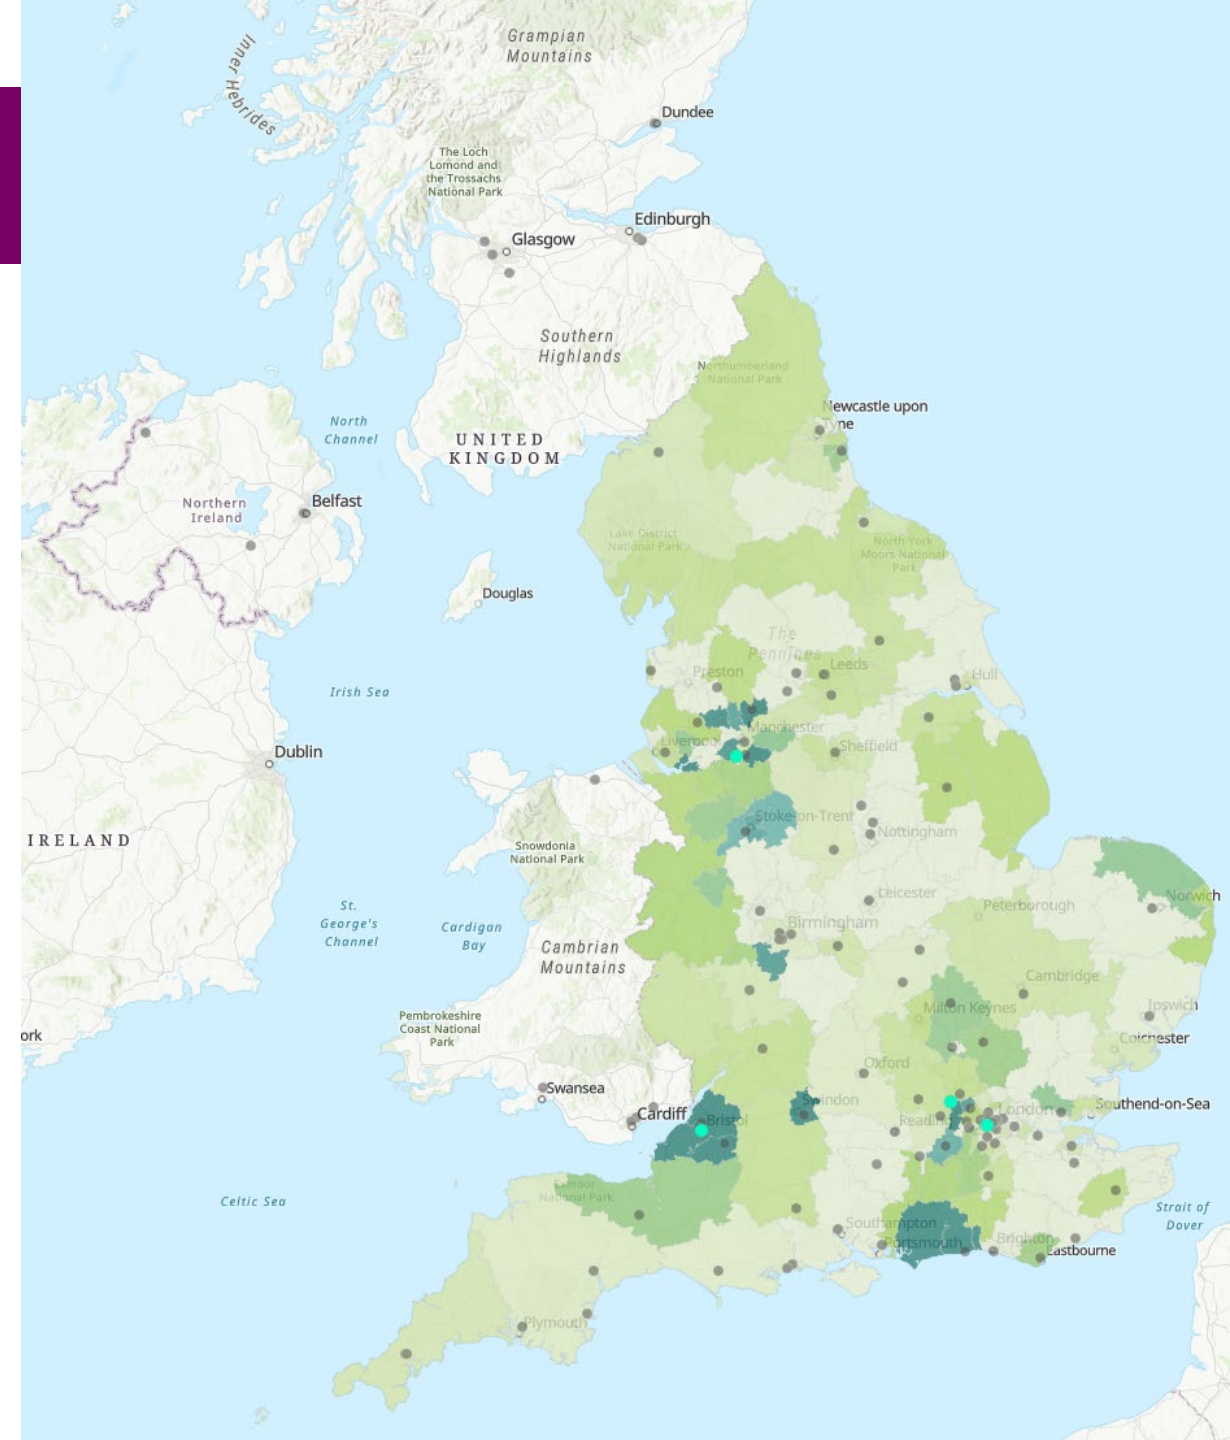 Grampian
Mountains
Inner Hebrides
Dundee
The Loch
Lomond and
the Trossachs
National Park
Edinburgh
Glasgow
Southern
Highlands
Northumberland
National Park
North
Channel
Newcastle upon
Tyne
UNITED
KINGDOM
Northern
Ireland
Belfast
Lake District
National Park
North York
Moors National
Park
Douglas
The
Pennines
Preston
Leeds
Hull
Irish Sea
Manchester
Liverpool
Sheffield
Dublin
Stoke-on-Trent
Nottingham
IRELAND
Snowdonia
National Park
Leicester
Norwich
Peterborough
St.
George's
Channel
Cardigan
Bay
Birmingham
Cambrian
Mountains
Cambridge
Milton Keynes
Ipswich
Pembrokeshire
Coast National
Park
ork
Colchester
Oxford
Swansea
Swindon
Southend-on-Sea
Cardiff
Bristol
London
Reading
Exmoor
National Park
Celtic Sea
Strait of
Dover
Southampton
Portsmouth
Brighton
Eastbourne
Plymouth